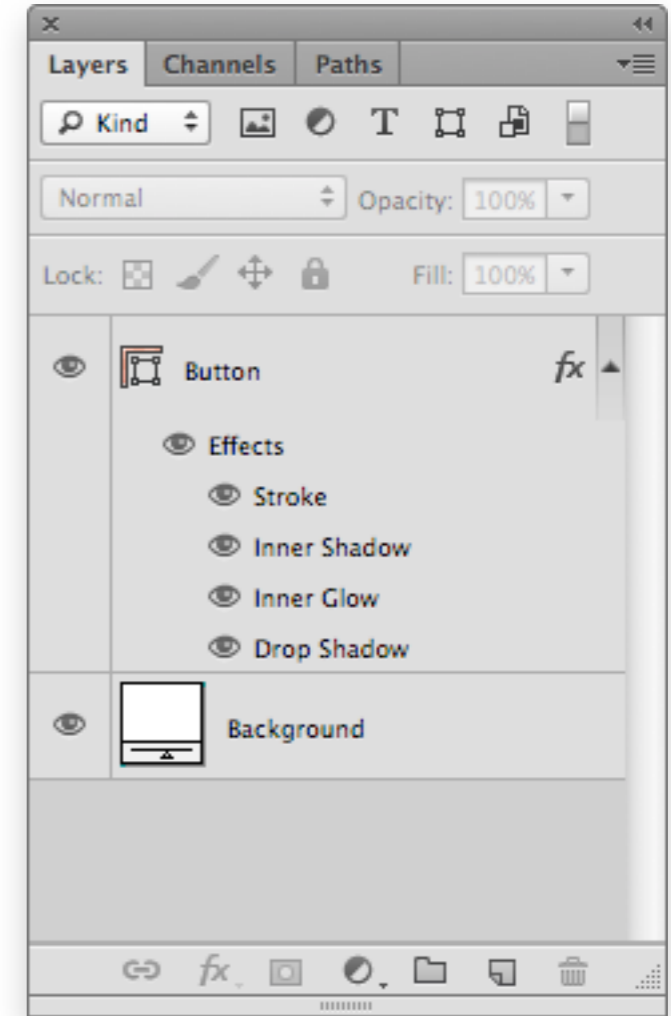 Layers Channels Paths
Kind T
Normal Opacity: 100%
Lock: Fill: 100%
Button fx
Effects
Stroke
Inner Shadow
Inner Glow
Drop Shadow
Background
fx